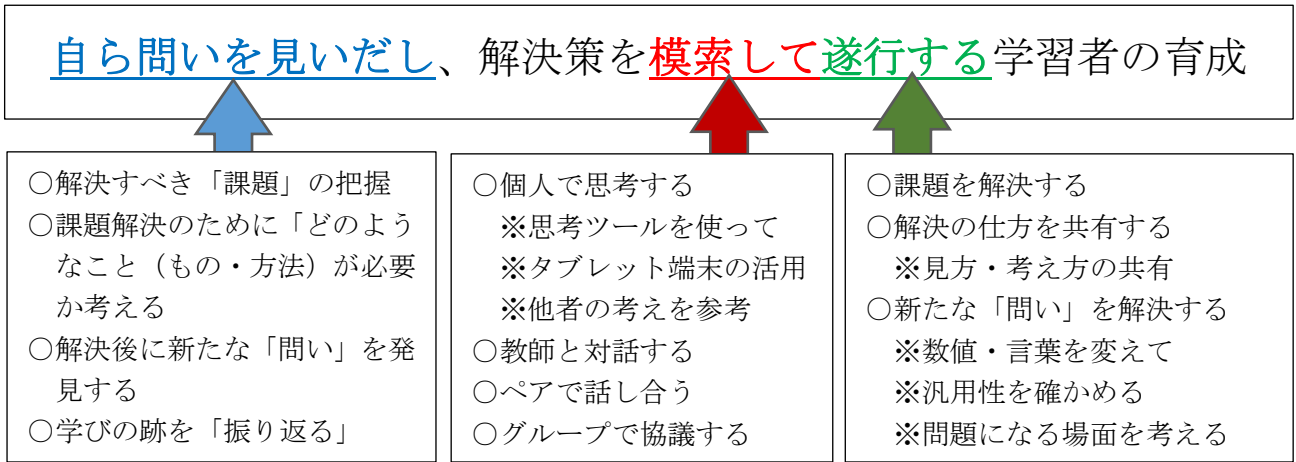 自ら問いを見いだし、解決策を模索して遂行する学習者の育成
○解決すべき「課題」の把握
○課題解決のために「どのよう
なこと（もの・方法）が必要
か考える
○解決後に新たな「問い」を発
見する
○学びの跡を「振り返る」
○個人で思考する
※思考ツールを使って
※タブレット端末の活用
※他者の考えを参考
○教師と対話する
○ペアで話し合う
○グループで協議する
○課題を解決する
○解決の仕方を共有する
※見方・考え方の共有
○新たな「問い」を解決する
※数値・言葉を変えて
※汎用性を確かめる
※問題になる場面を考える